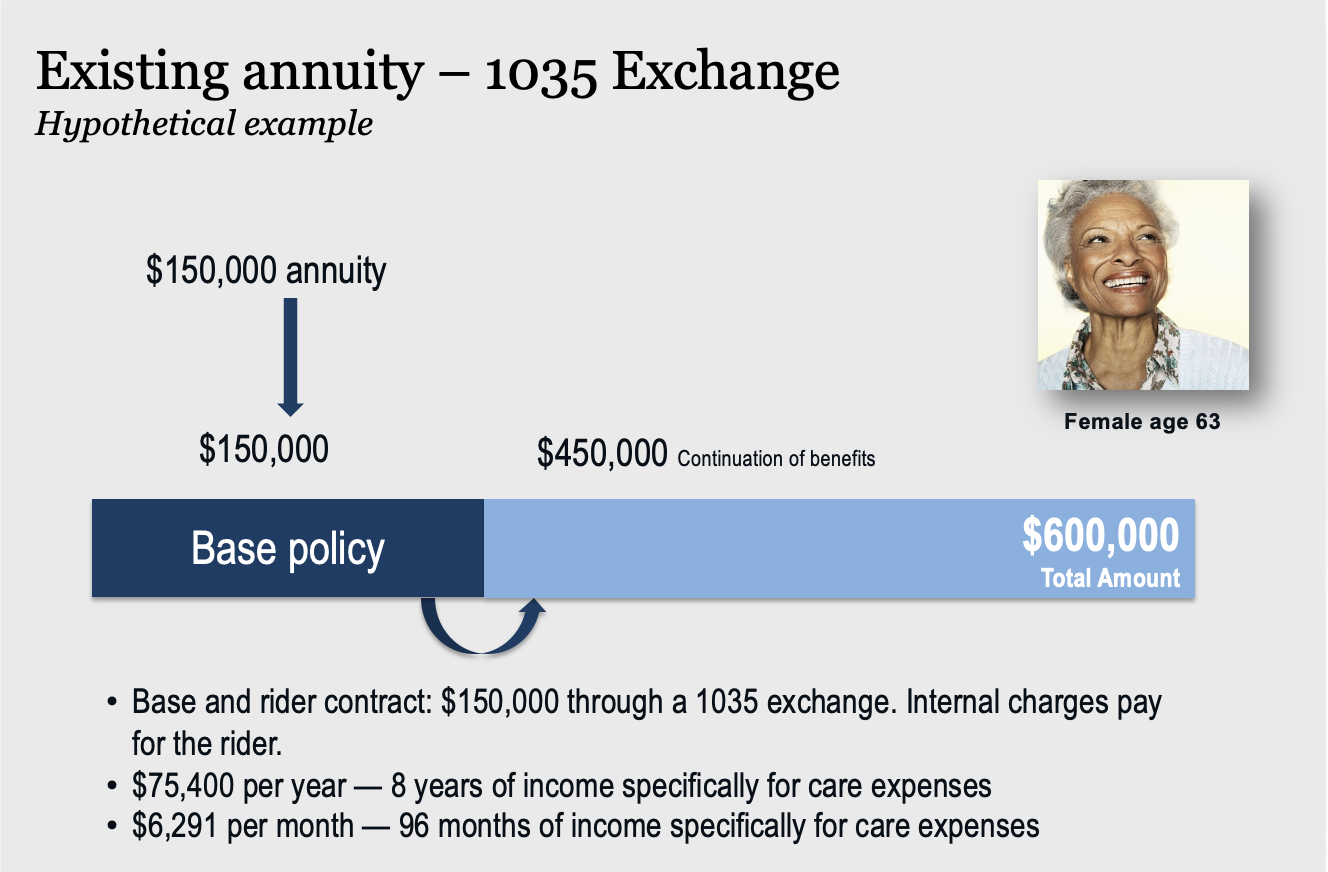 Existing annuity – 1035 Exchange
Hypothetical example
$150,000 annuity
$150,000
$450,000 Continuation of benefits
Female age 63
Base policy
$600,000
Total Amount
• Base and rider contract: $150,000 through a 1035 exchange. Internal charges pay
for the rider.
• $75,400 per year — 8 years of income specifically for care expenses
• $6,291 per month — 96 months of income specifically for care expenses